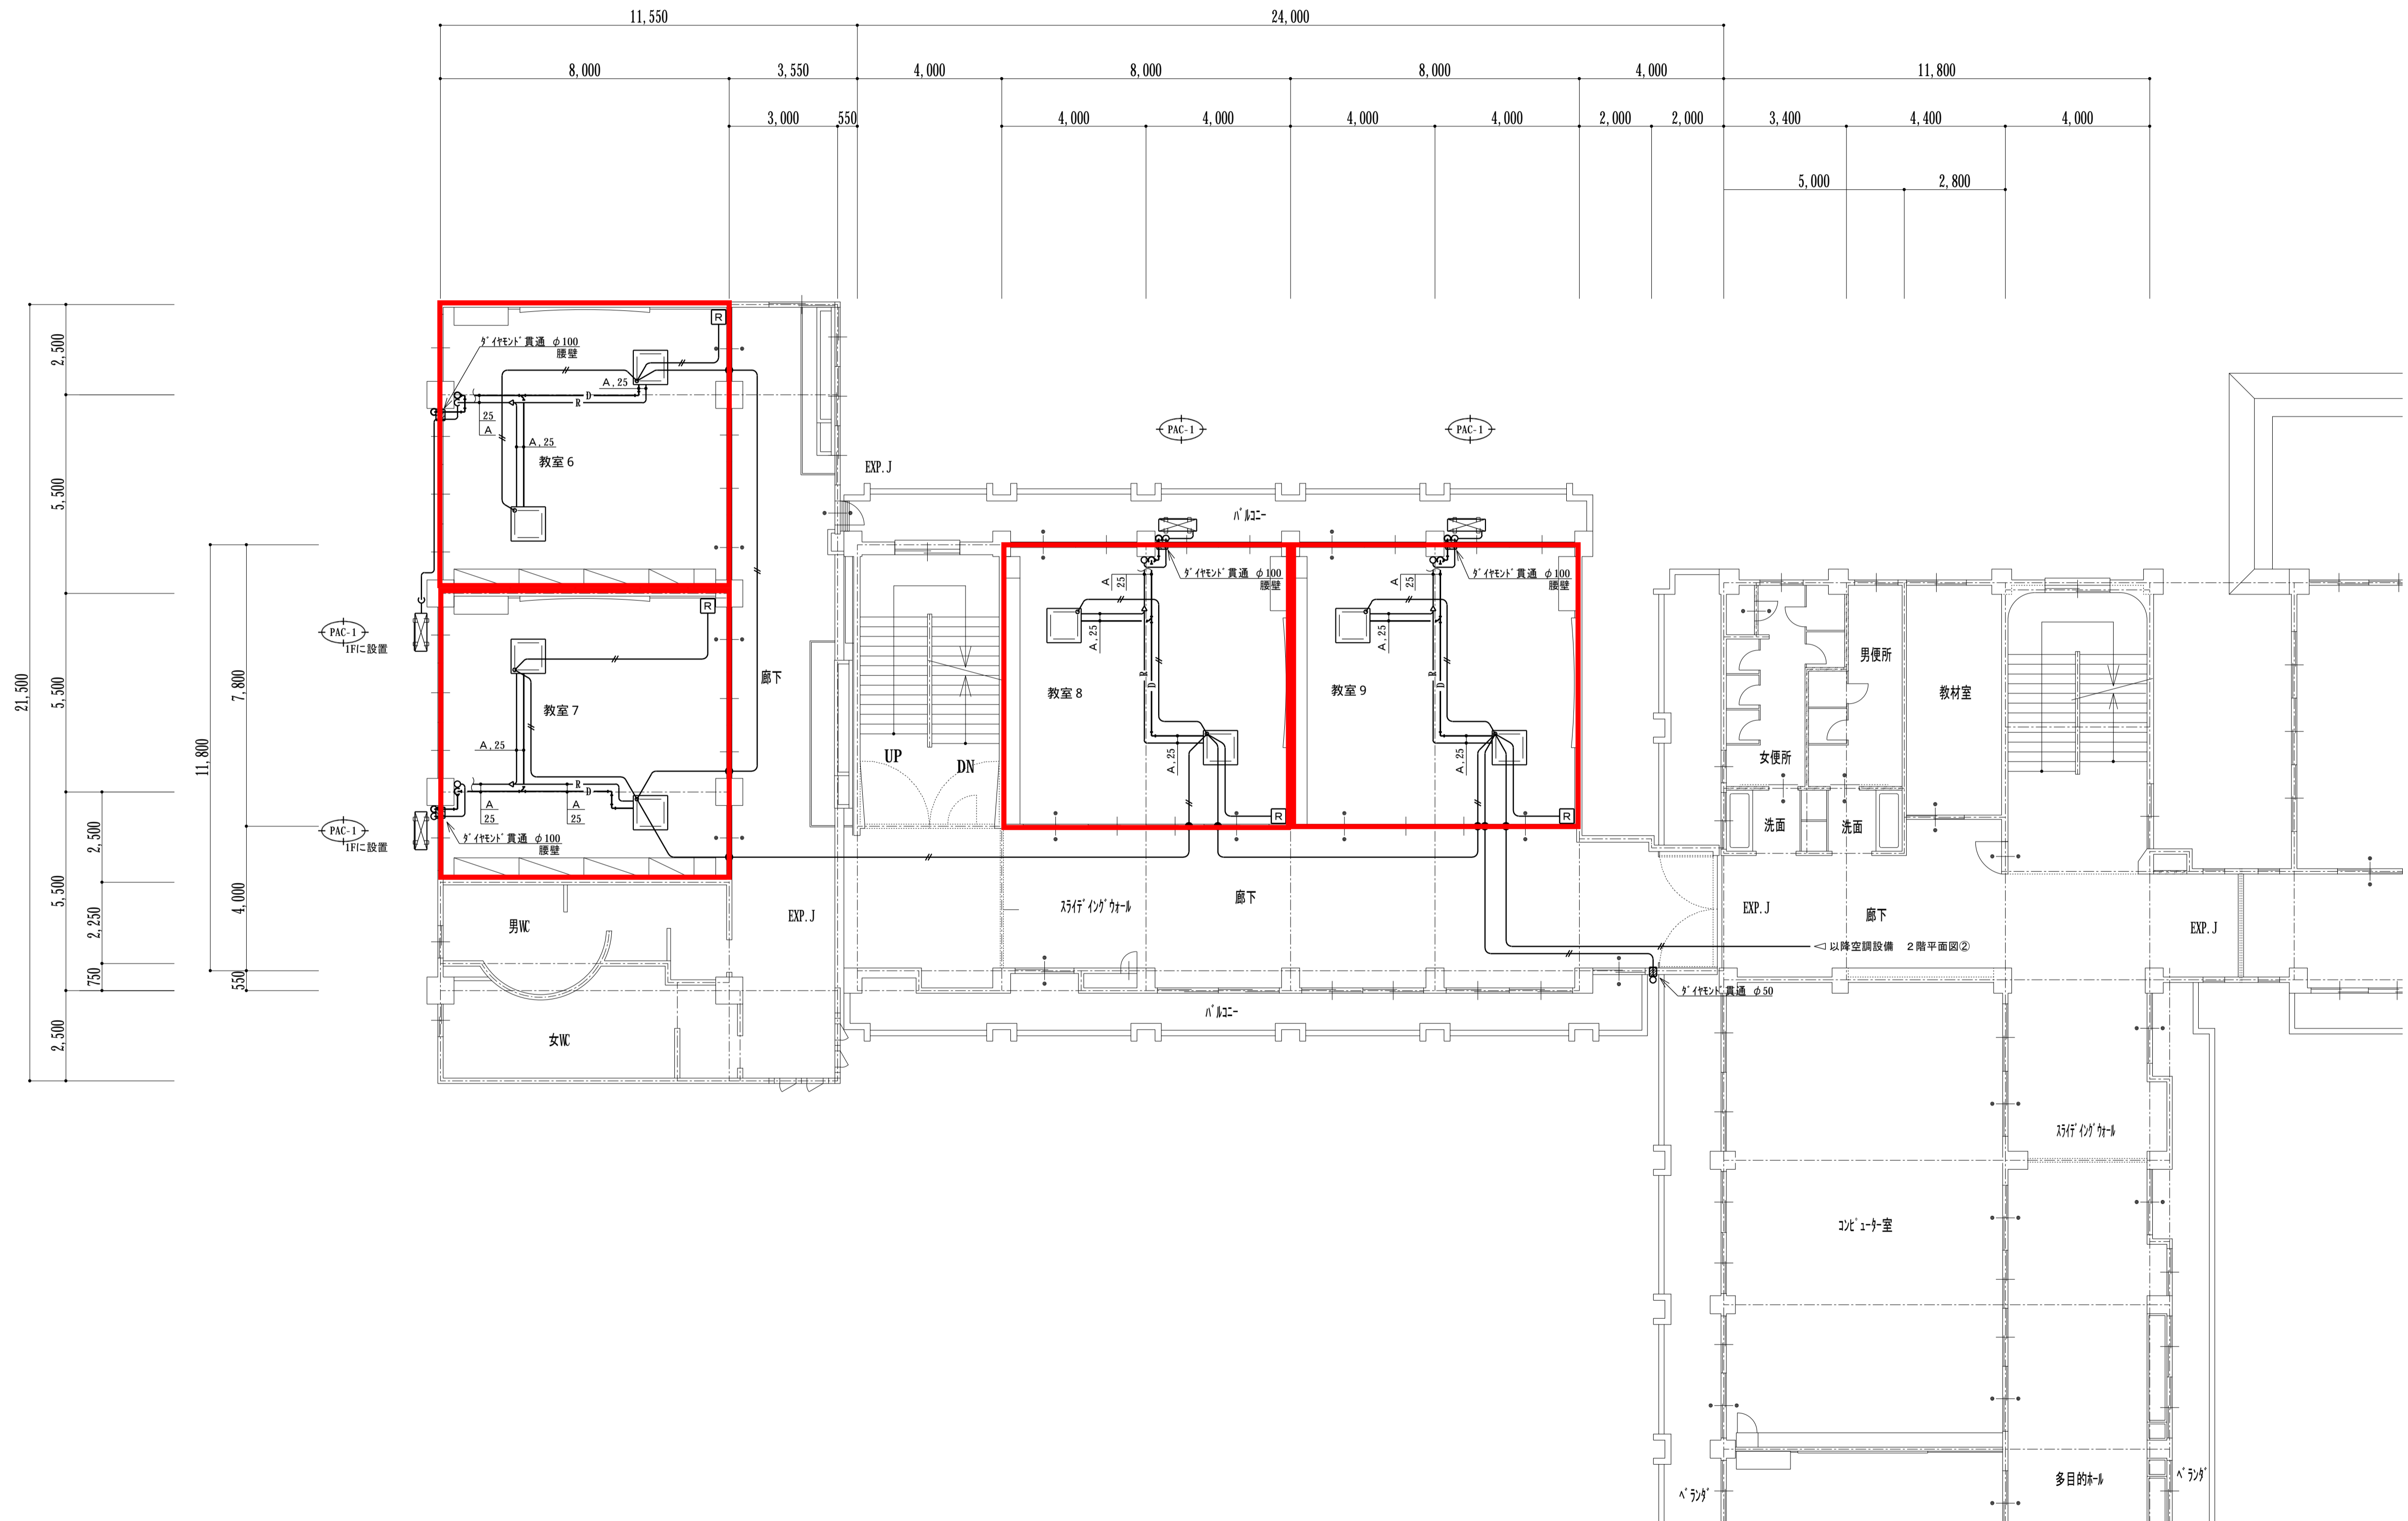 11,550
24,000
8,000
3,550
4,000
8,000
8,000
4,000
11,800
3,000
550
4,000
4,000
4,000
4,000
2,000
2,000
3,400
4,400
4,000
5,000
2,800
21,500
2,500
5,500
5,500
5,500
2,500
2,500
2,250
750
11,800
7,800
4,000
550
ﾀﾞｲﾔﾓﾝﾄﾞ貫通 φ100
腰壁
R
A,25
D
R
25
A
A,25
教室6
PAC-1
1Fに設置
R
教室7
A,25
R
D
A
25
A
25
PAC-1
1Fに設置
ﾀﾞｲﾔﾓﾝﾄﾞ貫通 φ100
腰壁
廊下
男WC
女WC
EXP.J
EXP.J
UP
DN
PAC-1
PAC-1
ﾊﾞﾙｺﾆｰ
ﾀﾞｲﾔﾓﾝﾄﾞ貫通 φ100
腰壁
A
25
A,25
R
D
教室8
A,25
R
ﾀﾞｲﾔﾓﾝﾄﾞ貫通 φ100
腰壁
A
25
A,25
R
D
教室9
A,25
R
ｽﾗｲﾃﾞｲﾝｸﾞｳｫｰﾙ
廊下
ﾊﾞﾙｺﾆｰ
男便所
教材室
女便所
洗面
洗面
EXP.J
廊下
EXP.J
◁ 以降空調設備　2階平面図②
ﾀﾞｲﾔﾓﾝﾄﾞ貫通 φ50
ｽﾗｲﾃﾞｲﾝｸﾞｳｫｰﾙ
ｺﾝﾋﾟｭｰﾀｰ室
多目的ﾎｰﾙ
ﾍﾞﾗﾝﾀﾞ
ﾍﾞﾗﾝﾀﾞ